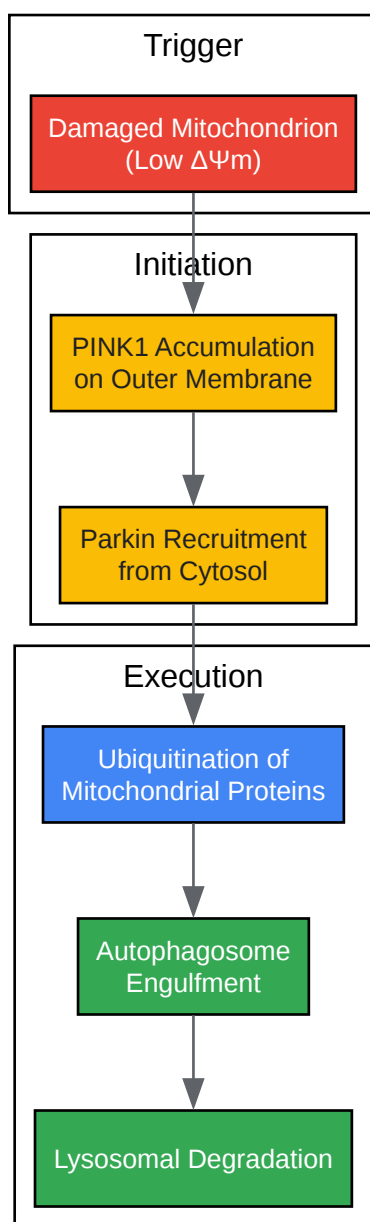 Trigger
Damaged Mitochondrion
(Low ΔΨm)
Initiation
PINK1 Accumulation
on Outer Membrane
Parkin Recruitment
from Cytosol
Execution
Ubiquitination of
Mitochondrial Proteins
Autophagosome
Engulfment
Lysosomal Degradation